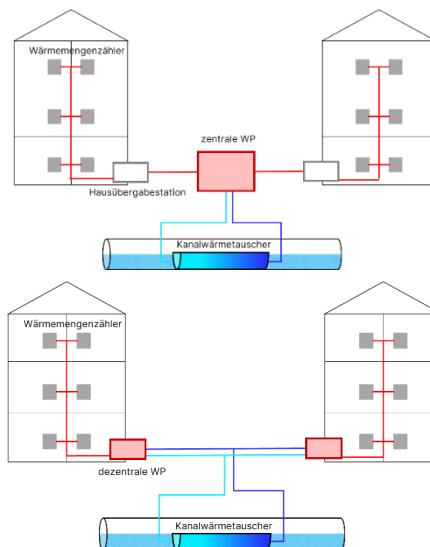 Wärmemengenzähler
zentrale WP
Hausübergabestation
Kanalwärmetauscher
Wärmemengenzähler
dezentrale WP
Kanalwärmetauscher